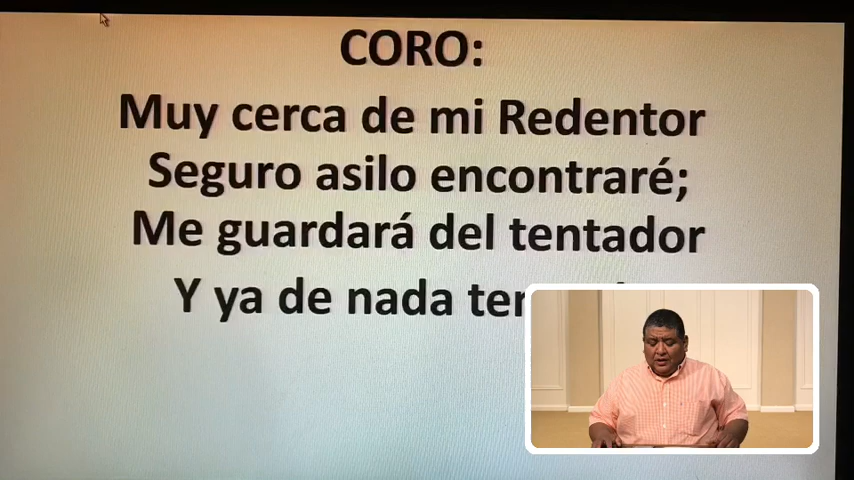 CORO:
Muy cerca de mi Redentor
Seguro asilo encontraré;
Me guardará del tentador
Y ya de nada